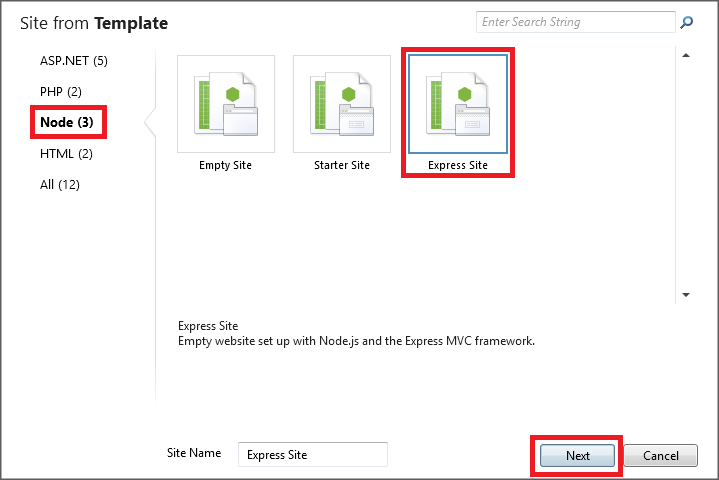 Site from Template
Enter Search String
ASP.NET (5)
PHP (2)
Node (3)
HTML (2)
All (12)
Empty Site
Starter Site
Express Site
Express Site
Empty website set up with Node.js and the Express MVC framework.
Site Name
Express Site
Next
Cancel